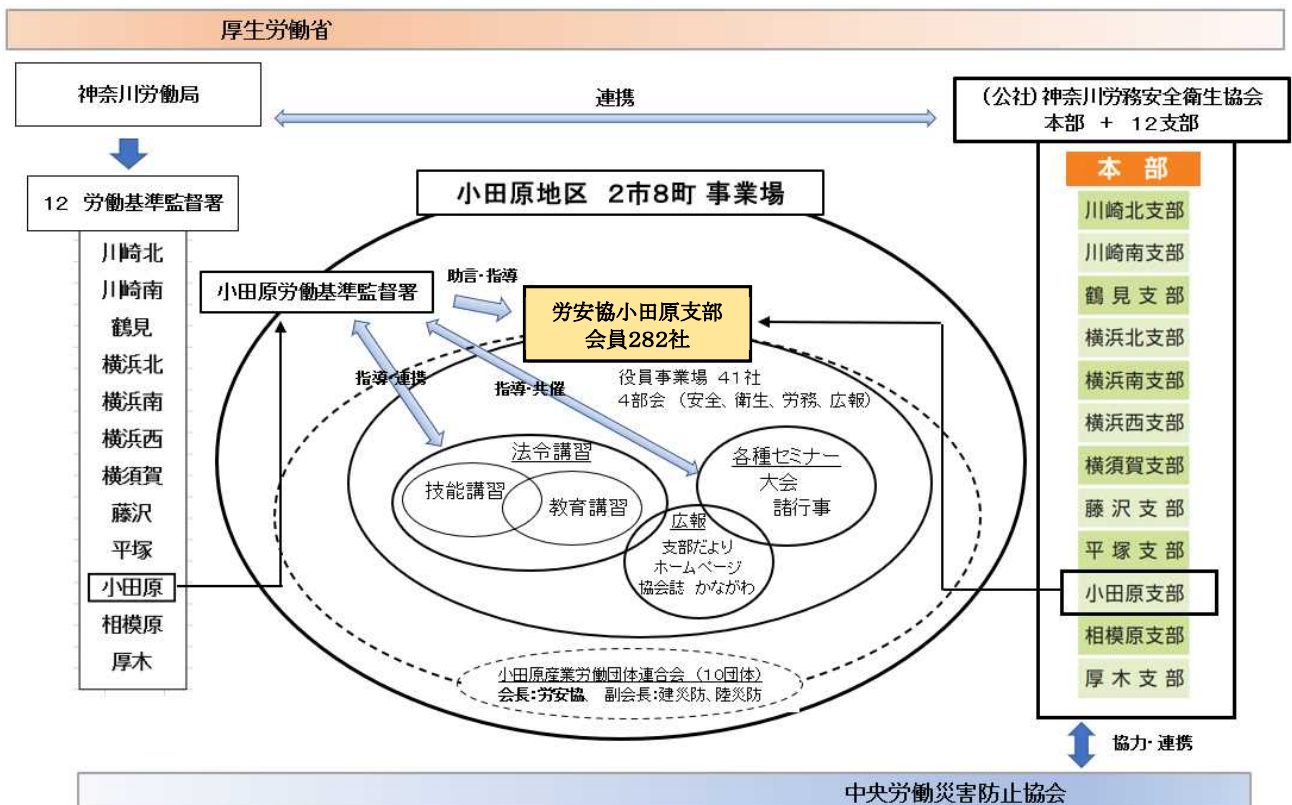 厚生労働省
神奈川労働局
連携
(公社)神奈川労務安全衛生協会
本部 + 12支部
12 労働基準監督署
川崎北
川崎南
鶴見
横浜北
横浜南
横浜西
横須賀
藤沢
平塚
小田原
相模原
厚木
小田原地区 2市8町 事業場
小田原労働基準監督署
助言・指導
労安協小田原支部
会員282社
指導・連携
指導・共催
役員事業場 41社
4部会 (安全、衛生、労務、広報)
法令講習
技能講習
教育講習
各種セミナー
大会
諸行事
広報
支部だより
ホームページ
協会誌 かながわ
小田原産業労働団体連合会 (10団体)
会長:労安協、 副会長:建災防、陸災防
本部
川崎北支部
川崎南支部
鶴見支部
横浜北支部
横浜南支部
横浜西支部
横須賀支部
藤沢支部
平塚支部
小田原支部
相模原支部
厚木支部
協力・連携
中央労働災害防止協会